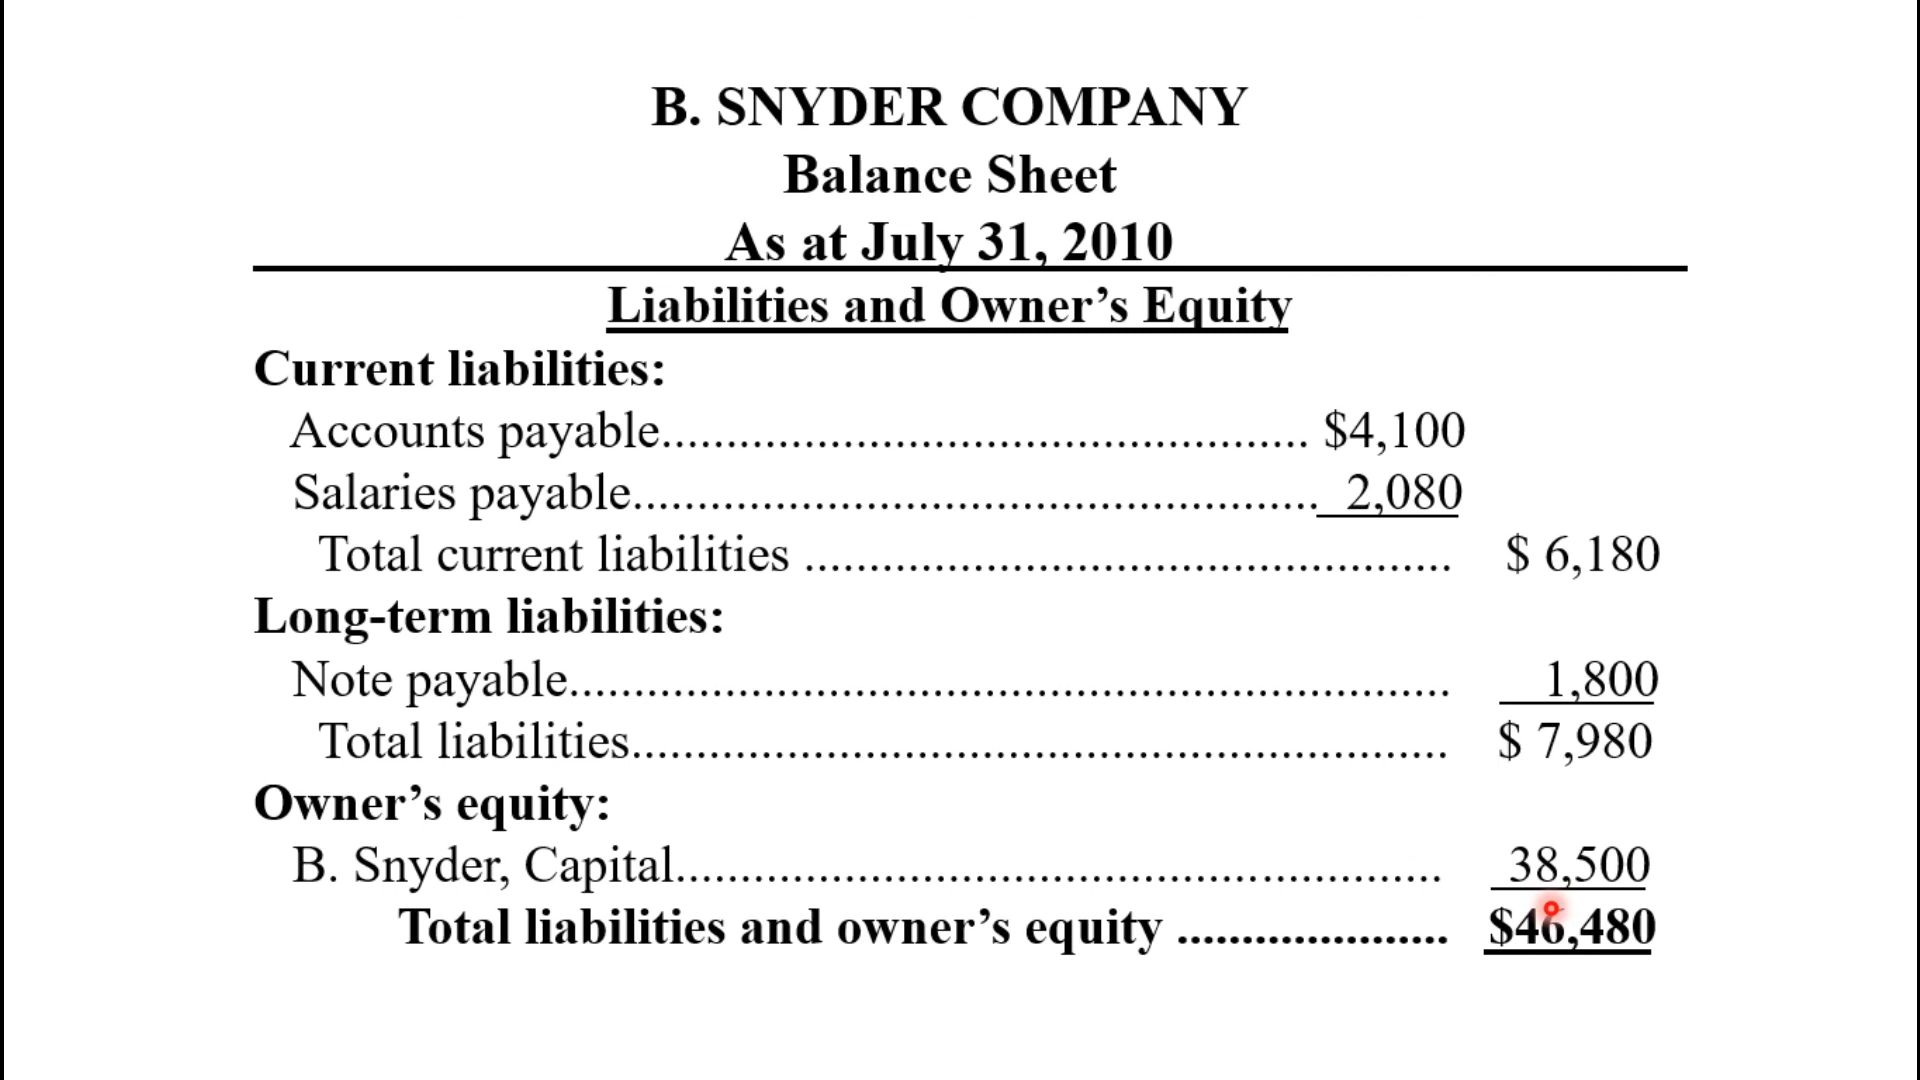 B. SNYDER COMPANY
Balance Sheet
As at July 31, 2010
Liabilities and Owner’s Equity
Current liabilities:
Accounts payable.................................................. $4,100
Salaries payable..................................................... 2,080
Total current liabilities .................................................. $ 6,180
Long-term liabilities:
Note payable.................................................................... 1,800
Total liabilities............................................................... $ 7,980
Owner’s equity:
B. Snyder, Capital........................................................... 38,500
Total liabilities and owner’s equity ..................... $46,480